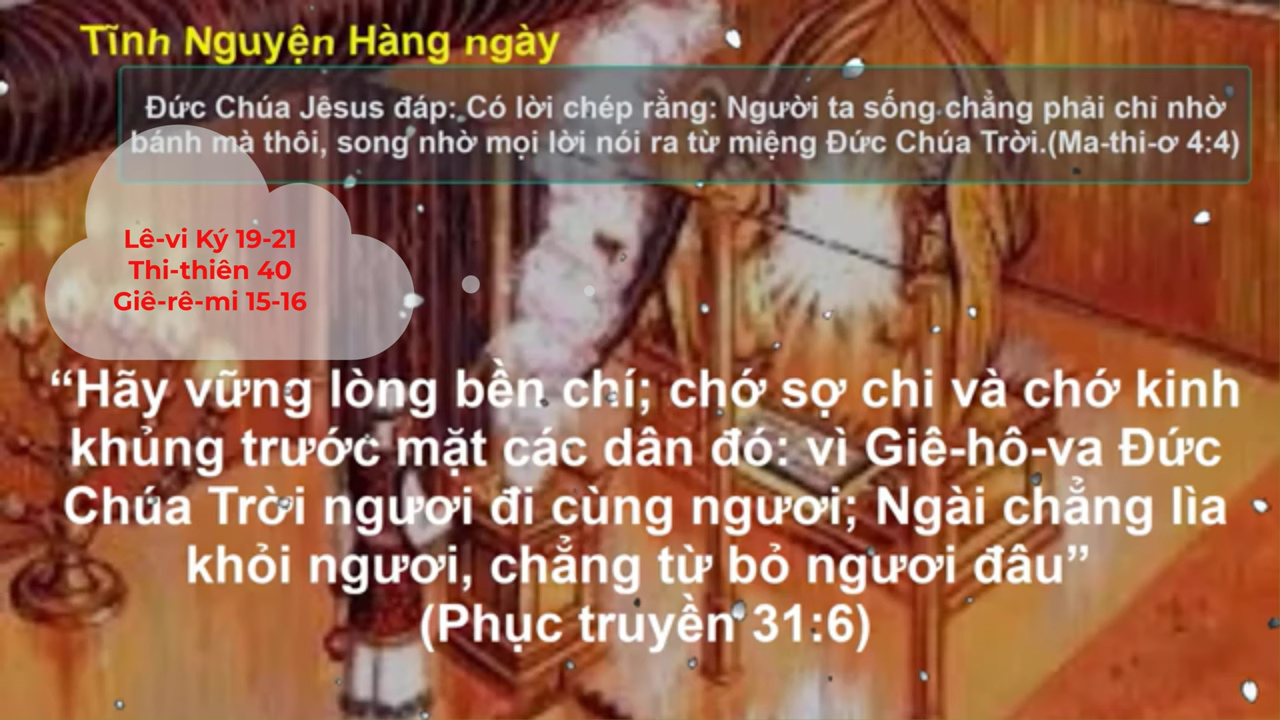 Tĩnh Nguyện Hàng ngày
Đức Chúa Jêsus đáp: Có lời chép rằng: Người ta sống chẳng phải chỉ nhờ
bánh mà thôi, song nhờ mọi lời nói ra từ miệng Đức Chúa Trời.(Ma-thi-ơ 4:4)
Lê-vi Ký 19-21
Thi-thiên 40
Giê-rê-mi 15-16
“Hãy vững lòng bền chí; chớ sợ chi và chớ kinh
khủng trước mặt các dân đó: vì Giê-hô-va Đức
Chúa Trời ngươi đi cùng ngươi; Ngài chẳng lìa
khỏi ngươi, chẳng từ bỏ ngươi đâu”
(Phục truyền 31:6)